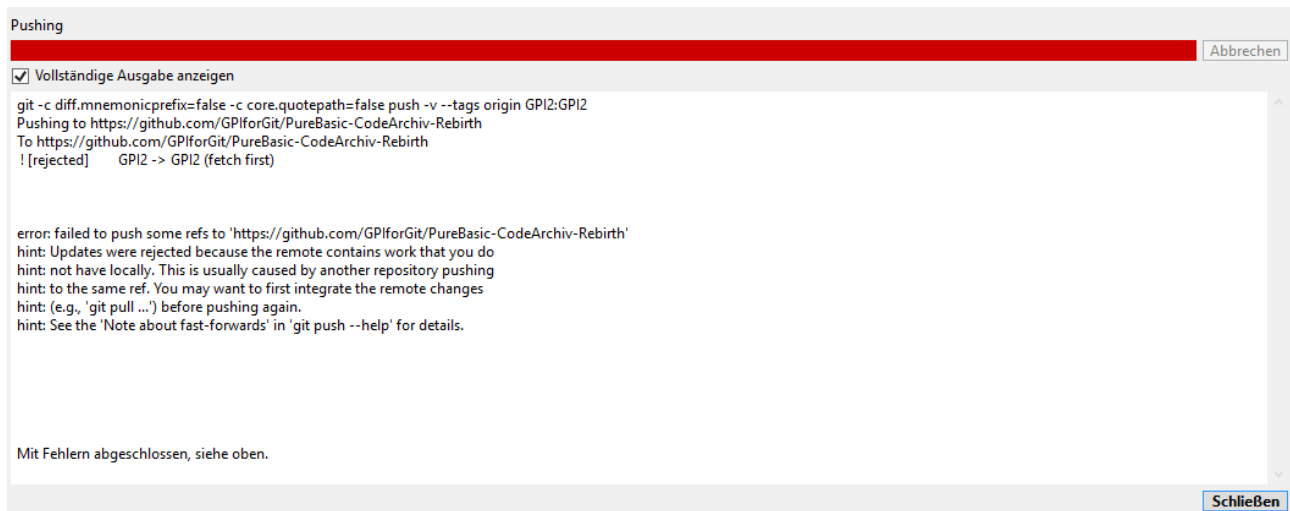 Pushing
Abbrechen
Vollständige Ausgabe anzeigen
git -c diff.mnemonicprefix=false -c core.quotepath=false push -v --tags origin GPI2:GPI2
Pushing to https://github.com/GPIforGit/PureBasic-CodeArchiv-Rebirth
To https://github.com/GPIforGit/PureBasic-CodeArchiv-Rebirth
! [rejected] GPI2 -> GPI2 (fetch first)
error: failed to push some refs to 'https://github.com/GPIforGit/PureBasic-CodeArchiv-Rebirth'
hint: Updates were rejected because the remote contains work that you do
hint: not have locally. This is usually caused by another repository pushing
hint: to the same ref. You may want to first integrate the remote changes
hint: (e.g., 'git pull ...') before pushing again.
hint: See the 'Note about fast-forwards' in 'git push --help' for details.
Mit Fehlern abgeschlossen, siehe oben.
Schließen